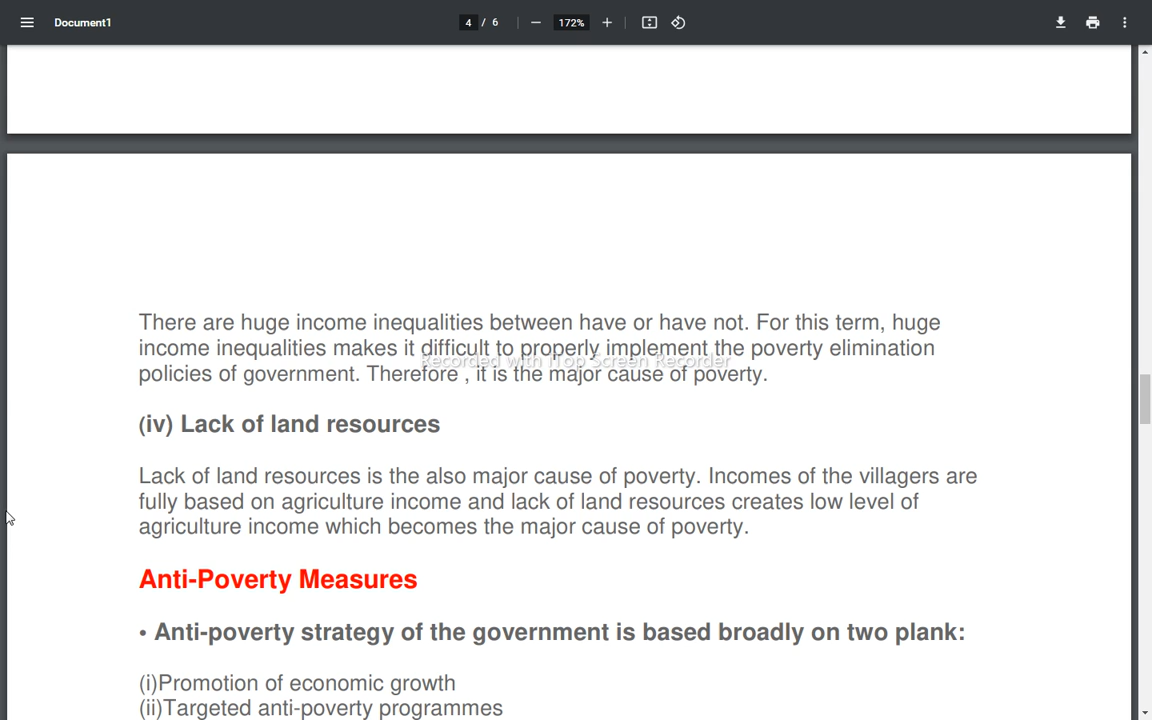 Document1
4 / 6
172%
There are huge income inequalities between have or have not. For this term, huge
income inequalities makes it difficult to properly implement the poverty elimination
Recorded with iTop Screen Recorder
policies of government. Therefore , it is the major cause of poverty.
(iv) Lack of land resources
Lack of land resources is the also major cause of poverty. Incomes of the villagers are
fully based on agriculture income and lack of land resources creates low level of
agriculture income which becomes the major cause of poverty.
Anti-Poverty Measures
• Anti-poverty strategy of the government is based broadly on two plank:
(i)Promotion of economic growth
(ii)Targeted anti-poverty programmes